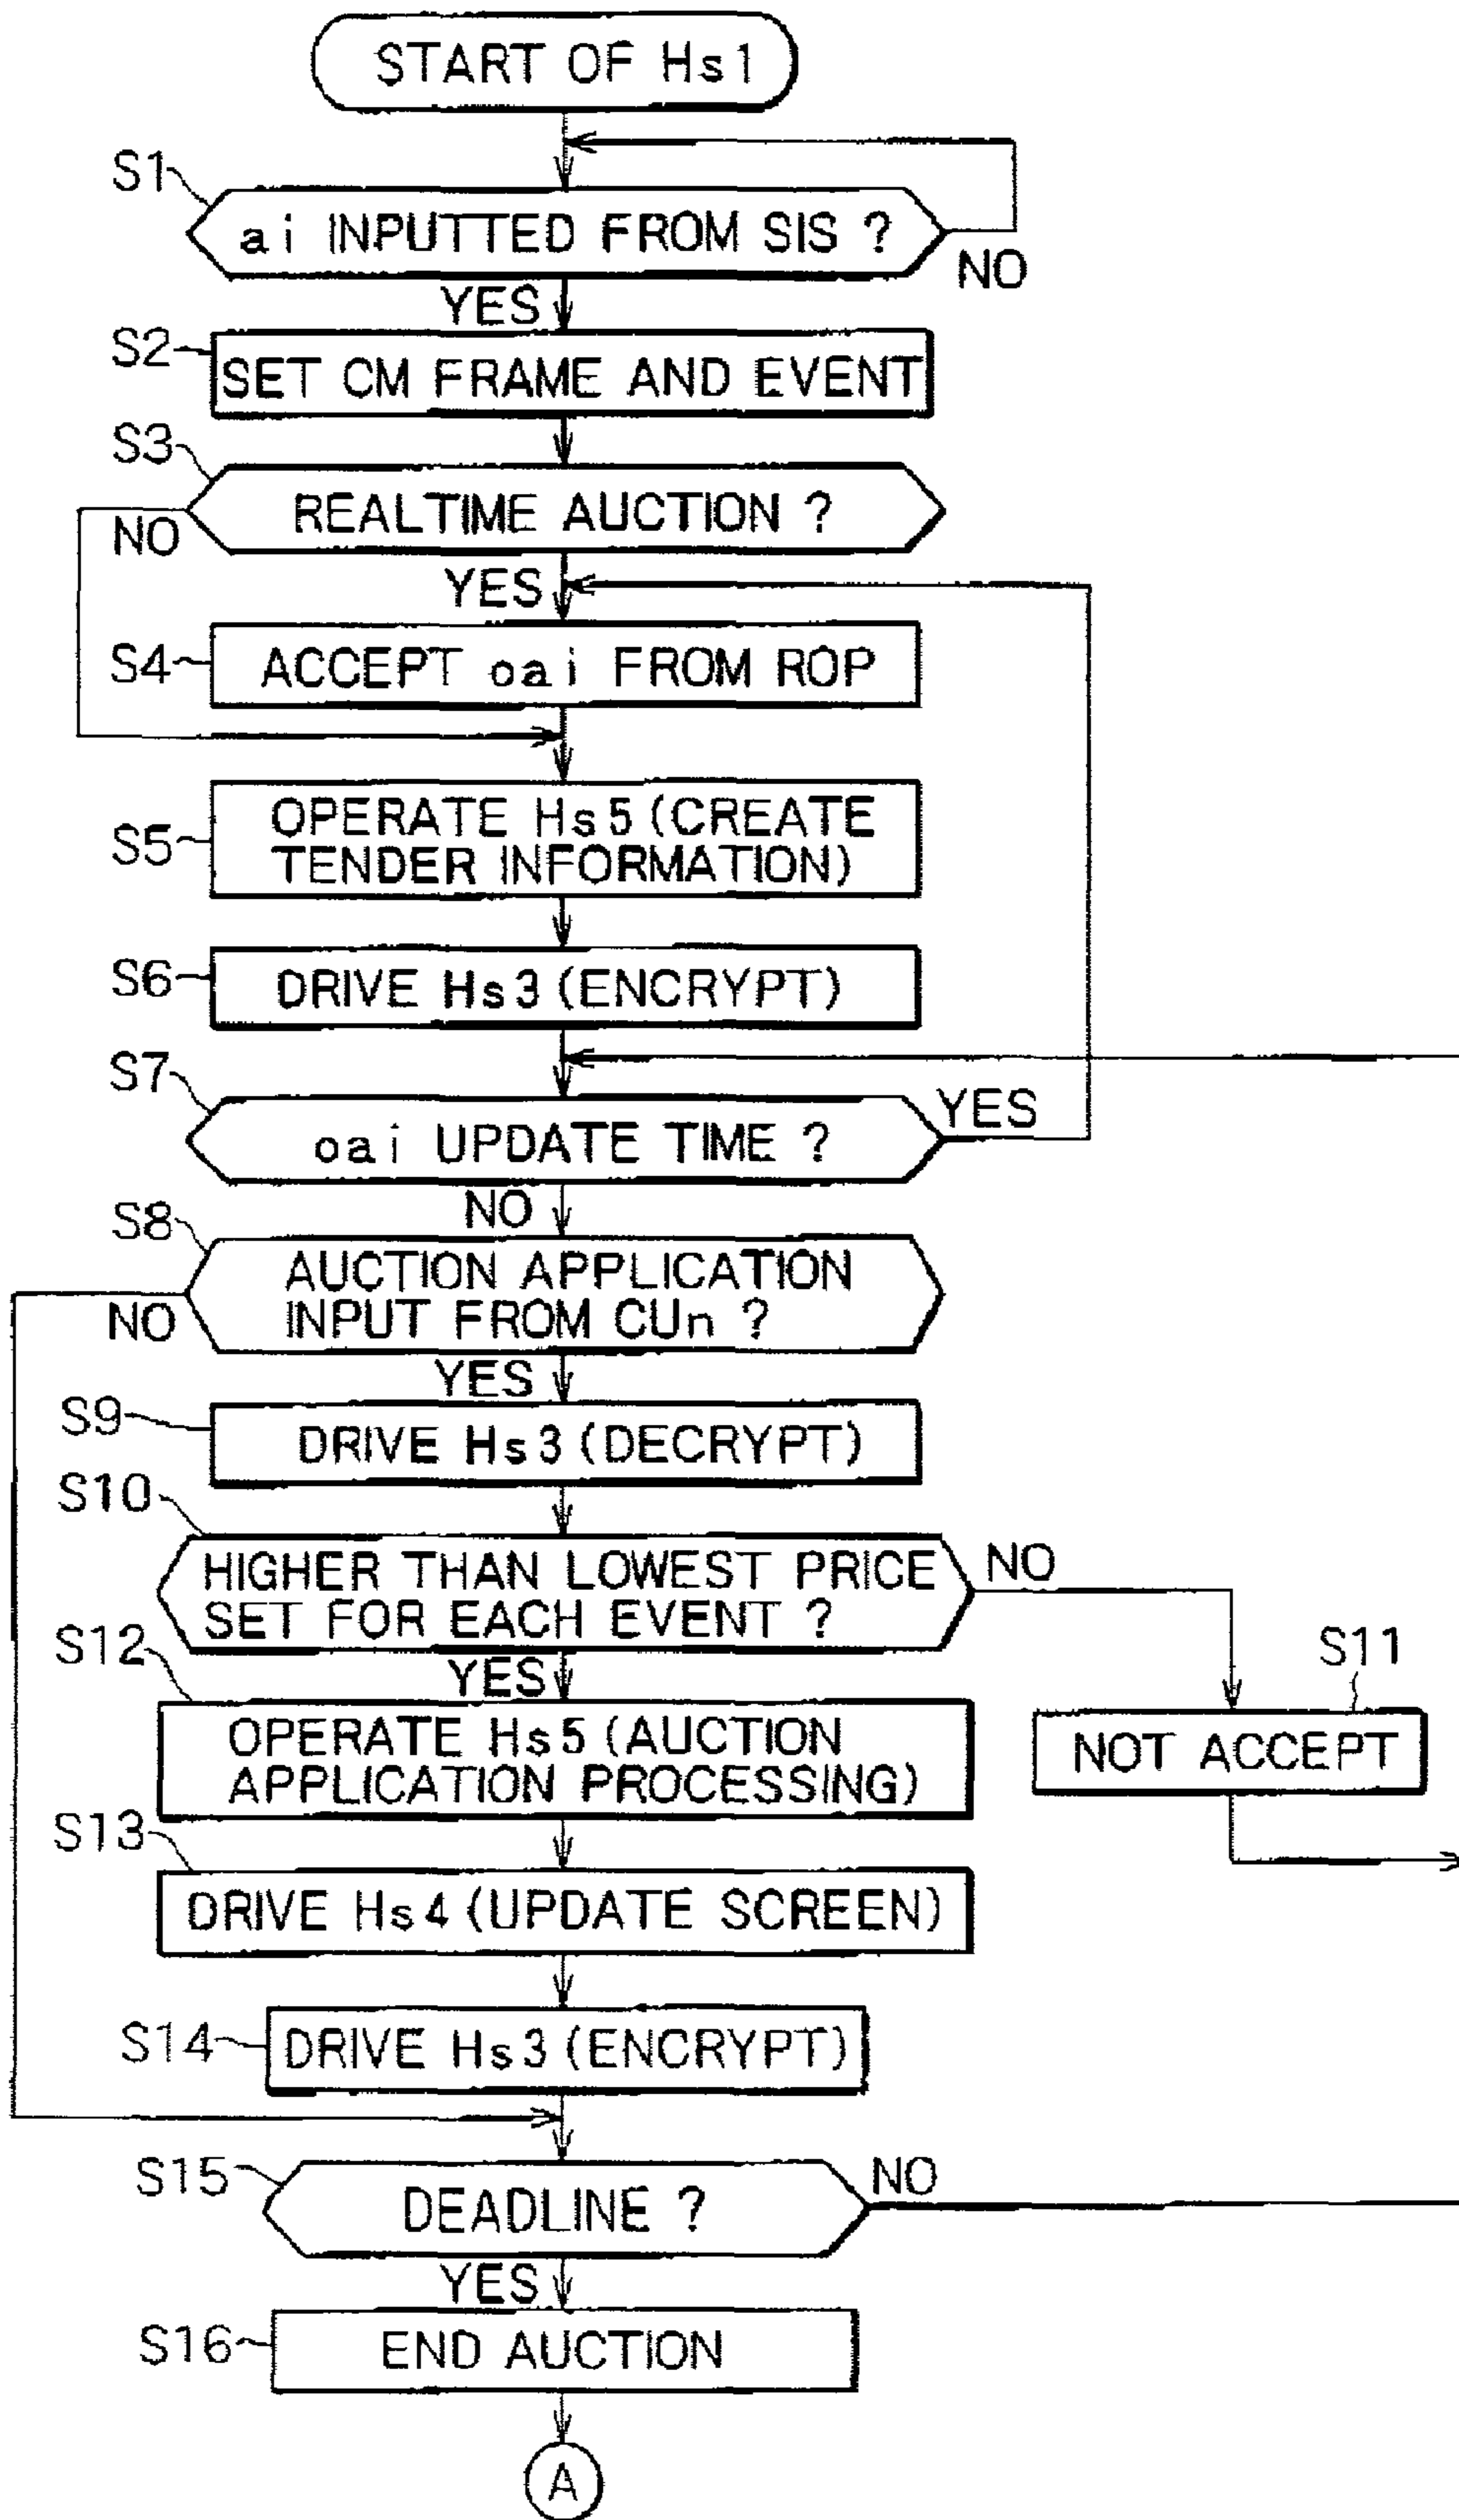 START OF Hs1
S1
ai INPUTTED FROM SIS ?
NO
YES
S2
SET CM FRAME AND EVENT
S3
REALTIME AUCTION ?
NO
YES
S4
ACCEPT oai FROM ROP
S5
OPERATE Hs5 (CREATE
TENDER INFORMATION)
S6
DRIVE Hs3 (ENCRYPT)
S7
YES
oai UPDATE TIME ?
NO
S8
AUCTION APPLICATION
INPUT FROM CUn ?
NO
YES
S9
DRIVE Hs3 (DECRYPT)
S10
HIGHER THAN LOWEST PRICE
SET FOR EACH EVENT ?
NO
YES
S11
NOT ACCEPT
S12
OPERATE Hs5 (AUCTION
APPLICATION PROCESSING)
S13
DRIVE Hs4 (UPDATE SCREEN)
S14
DRIVE Hs3 (ENCRYPT)
S15
DEADLINE ?
NO
YES
S16
END AUCTION
A